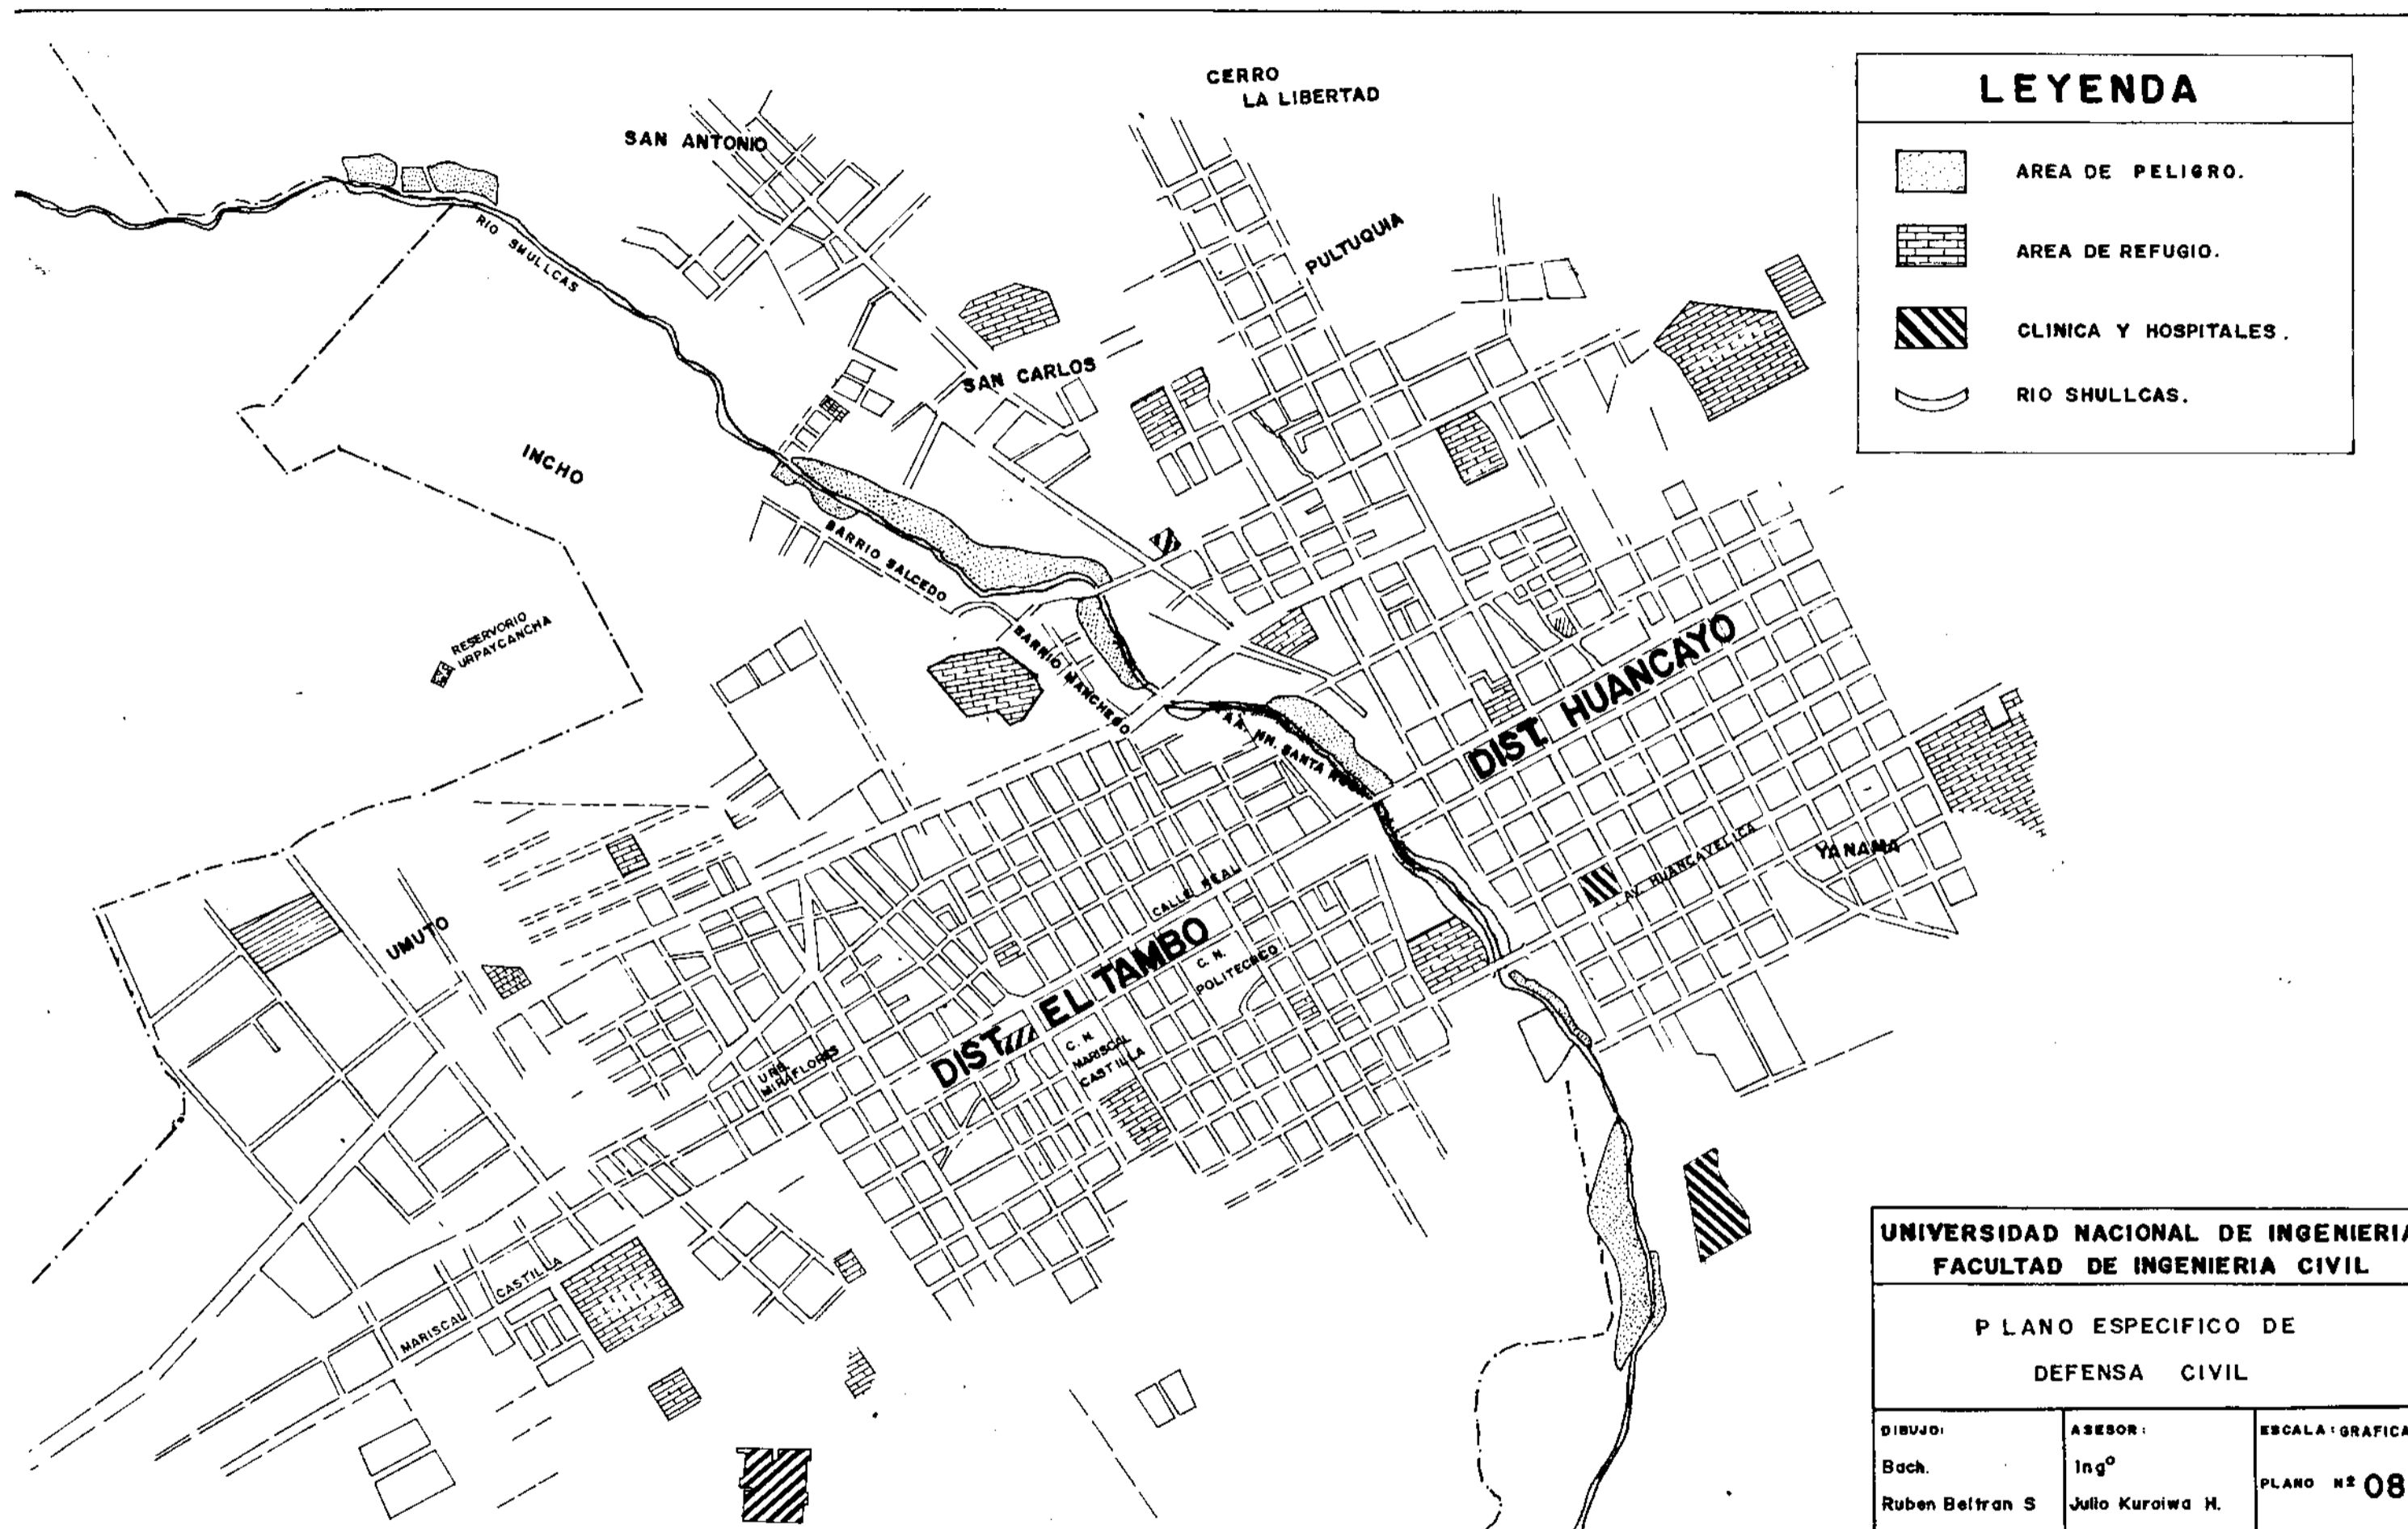 CERRO
LA LIBERTAD
SAN ANTONIO
LEYENDA
AREA DE PELIGRO.
AREA DE REFUGIO.
CLINICA Y HOSPITALES.
RIO SHULLCAS.
RIO SHULLCAS
PULTUQUIA
SAN CARLOS
INCHO
BARRIO SALCEDO
RESERVORIO
URPAYCANCHA
BARRIO MANCHEGO
A.A. HH. SANTA ROSA
DIST. HUANCAYO
YANAMA
AV. HUANCAVELICA
CALLE REAL
UMUTO
DIST. EL TAMBO
C. N.
POLITECNICO
C. N.
MARISCAL
CASTILLA
URB.
MIRAFLORES
MARISCAL CASTILLA
UNIVERSIDAD NACIONAL DE INGENIERIA
FACULTAD DE INGENIERIA CIVIL
PLANO ESPECIFICO DE
DEFENSA CIVIL
DIBUJO:
Bach.
Ruben Beltran S
ASESOR:
Ingº
Julio Kuroiwa H.
ESCALA: GRAFICA
PLANO Nº 08